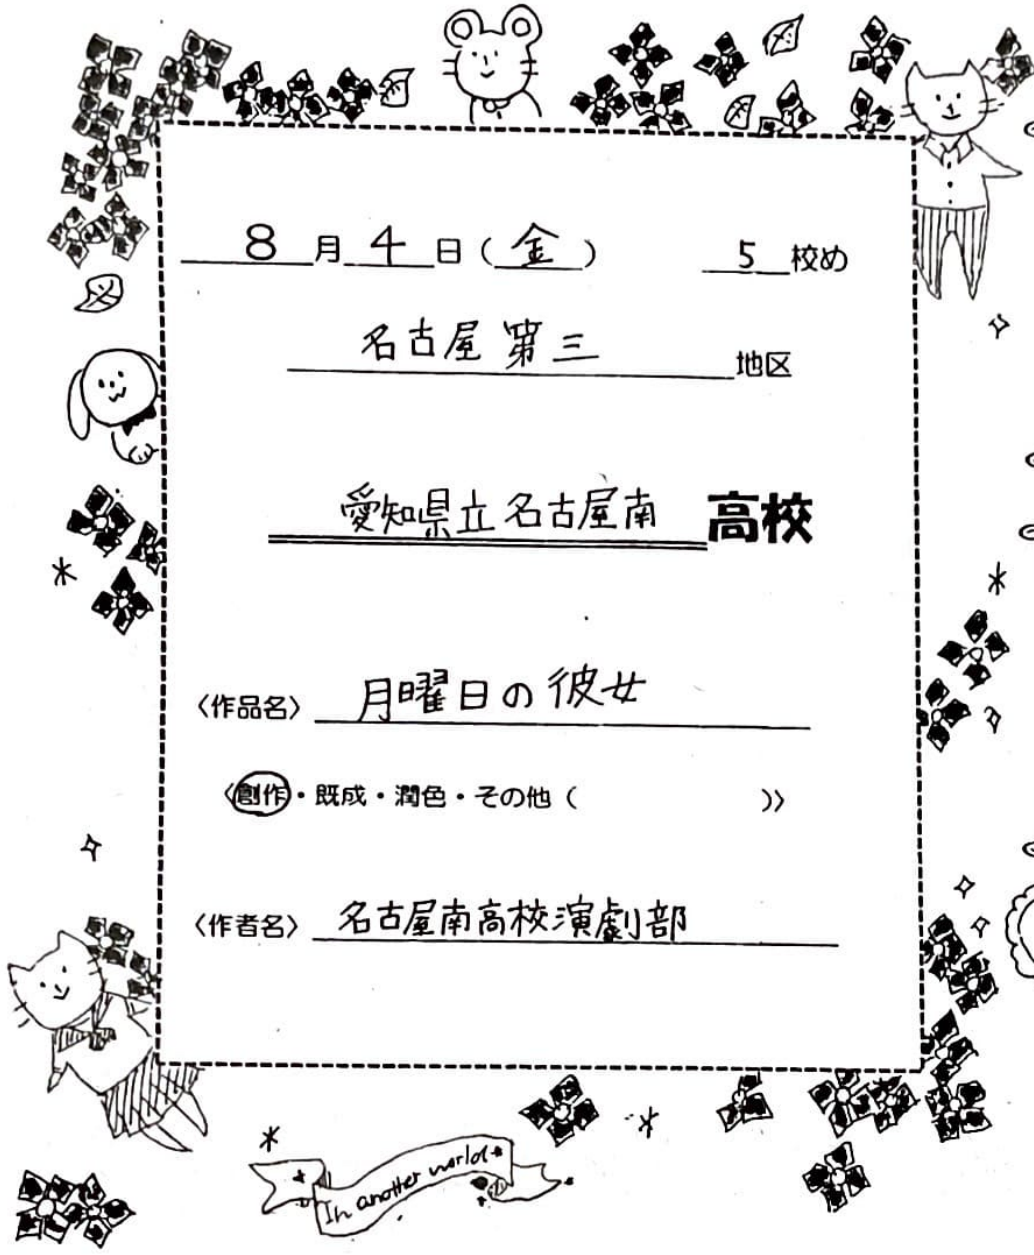 8月4日(金) 5校め
名古屋第三地区
愛知県立名古屋南高校
〈作品名〉月曜日の彼女
〈創作・既成・潤色・その他( )〉
〈作者名〉名古屋南高校演劇部
In another world